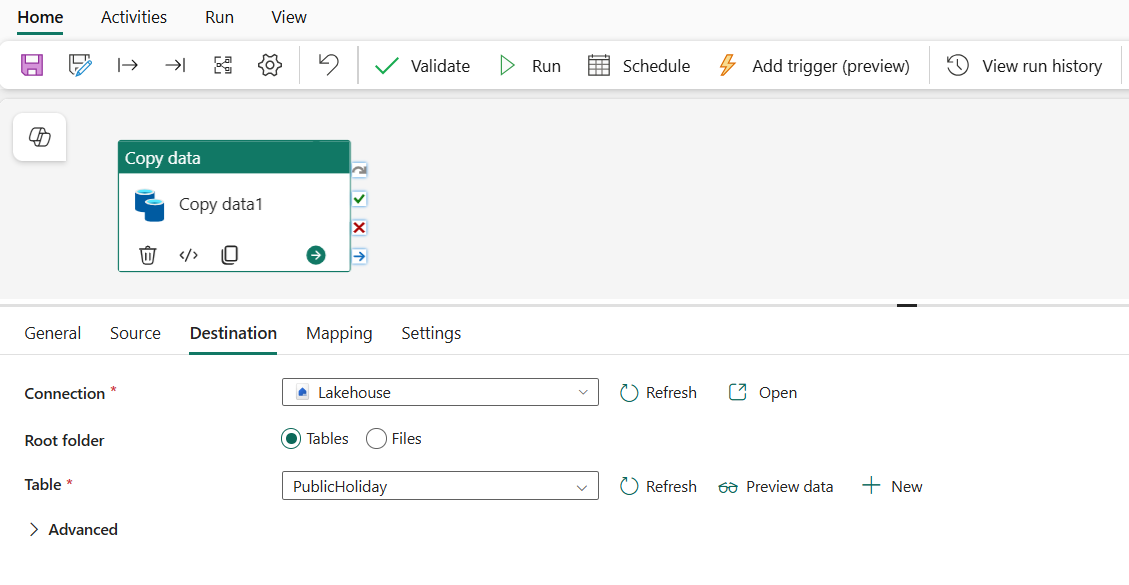 Home Activities Run View
Validate Run Schedule Add trigger (preview) View run history
Copy data
Copy data1
General Source Destination Mapping Settings
Connection * Lakehouse Refresh Open
Root folder Tables Files
Table * PublicHoliday Refresh Preview data New
Advanced